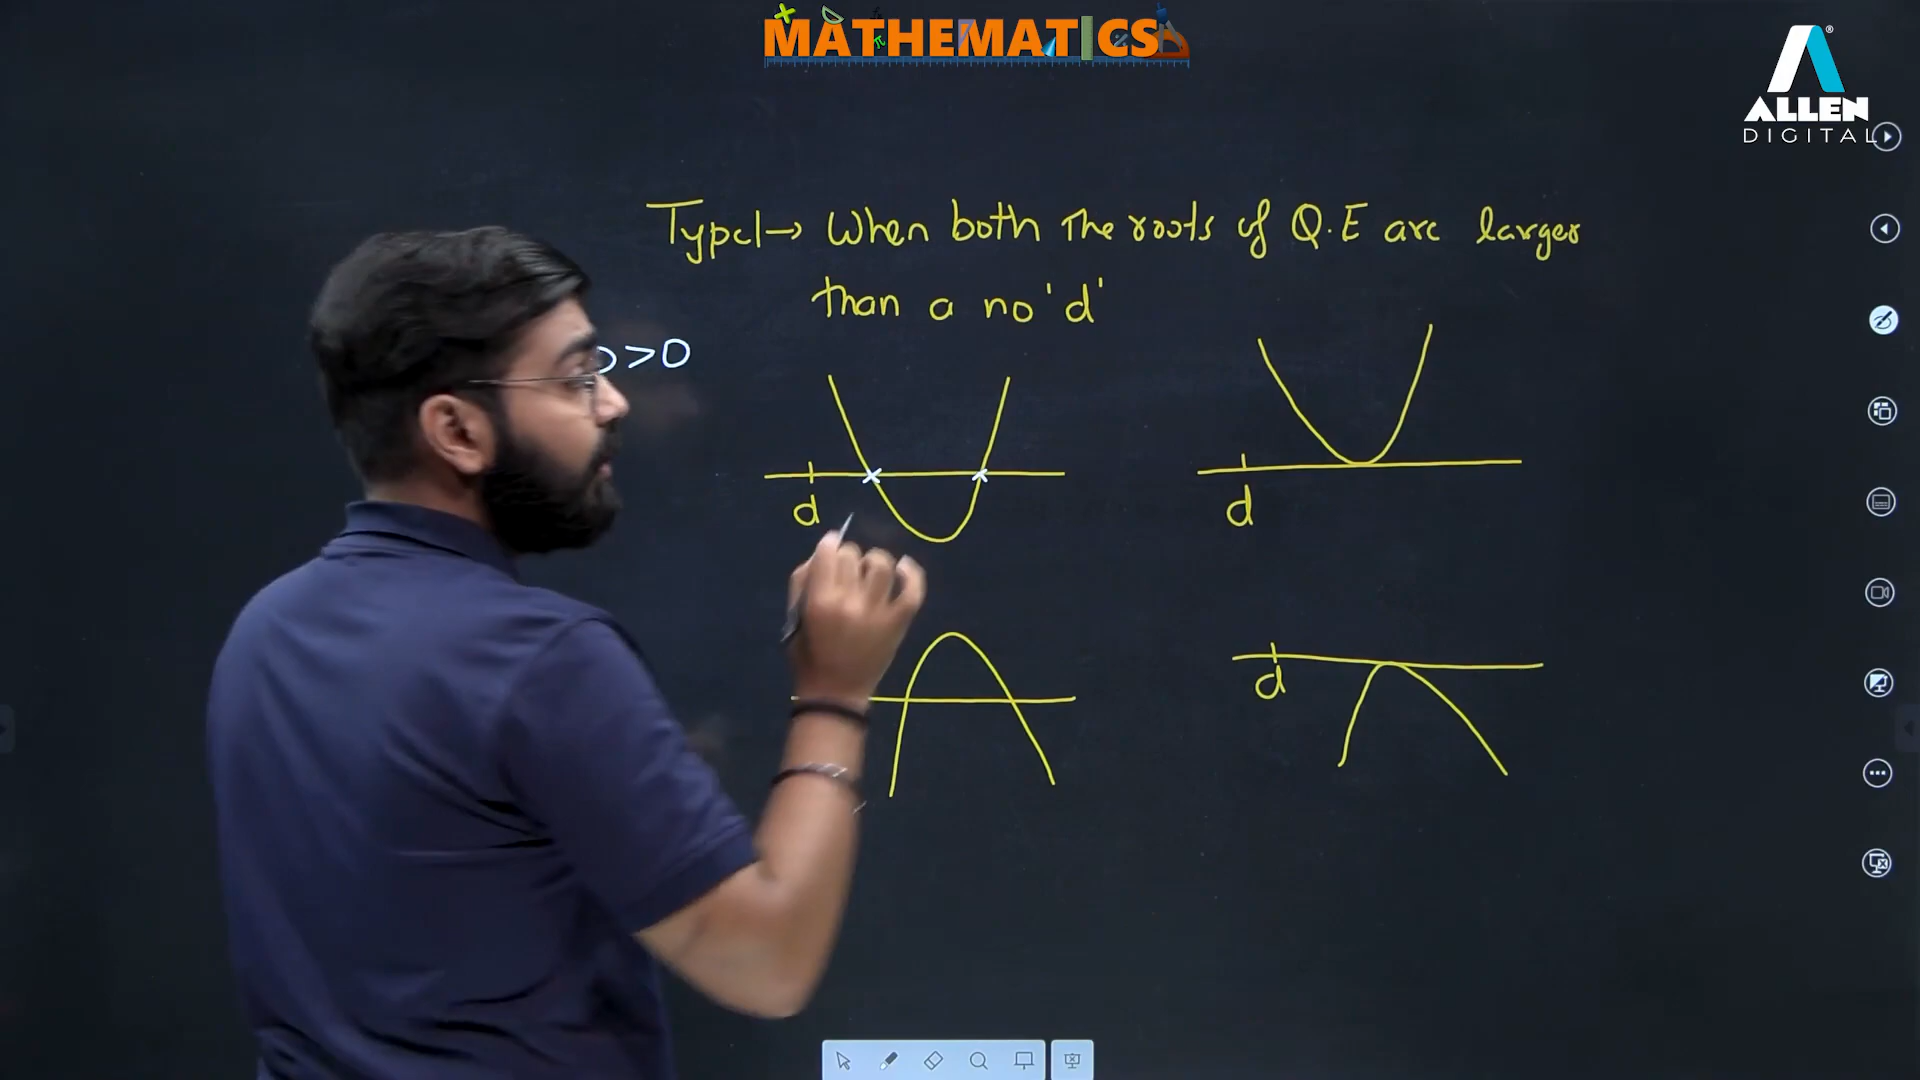 MATHEMATICS
ALLEN
DIGITAL
Type1→ When both the roots of Q.E are larger
than a no 'd'
>0
d
d
d